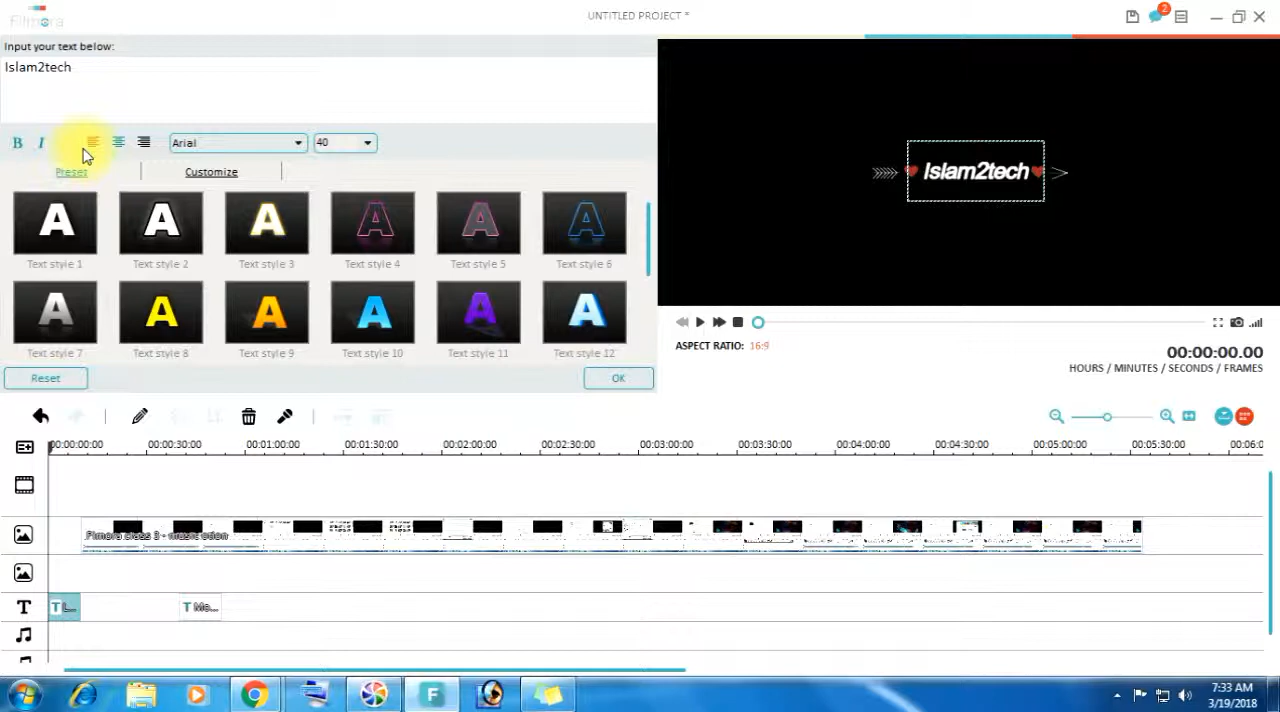 Filmora
UNTITLED PROJECT *
2
Input your text below:
Islam2tech
B I
Arial
40
Preset
Customize
A A A A A A
Text style 1
Text style 2
Text style 3
Text style 4
Text style 5
Text style 6
A A A A A A
Text style 7
Text style 8
Text style 9
Text style 10
Text style 11
Text style 12
Reset
OK
Islam2tech
ASPECT RATIO: 16:9
00:00:00.00
HOURS / MINUTES / SECONDS / FRAMES
00:00:00:00
00:00:30:00
00:01:00:00
00:01:30:00
00:02:00:00
00:02:30:00
00:03:00:00
00:03:30:00
00:04:00:00
00:04:30:00
00:05:00:00
00:05:30:00
00:06:0
T
T L...
T Me...
F
7:33 AM
3/19/2018